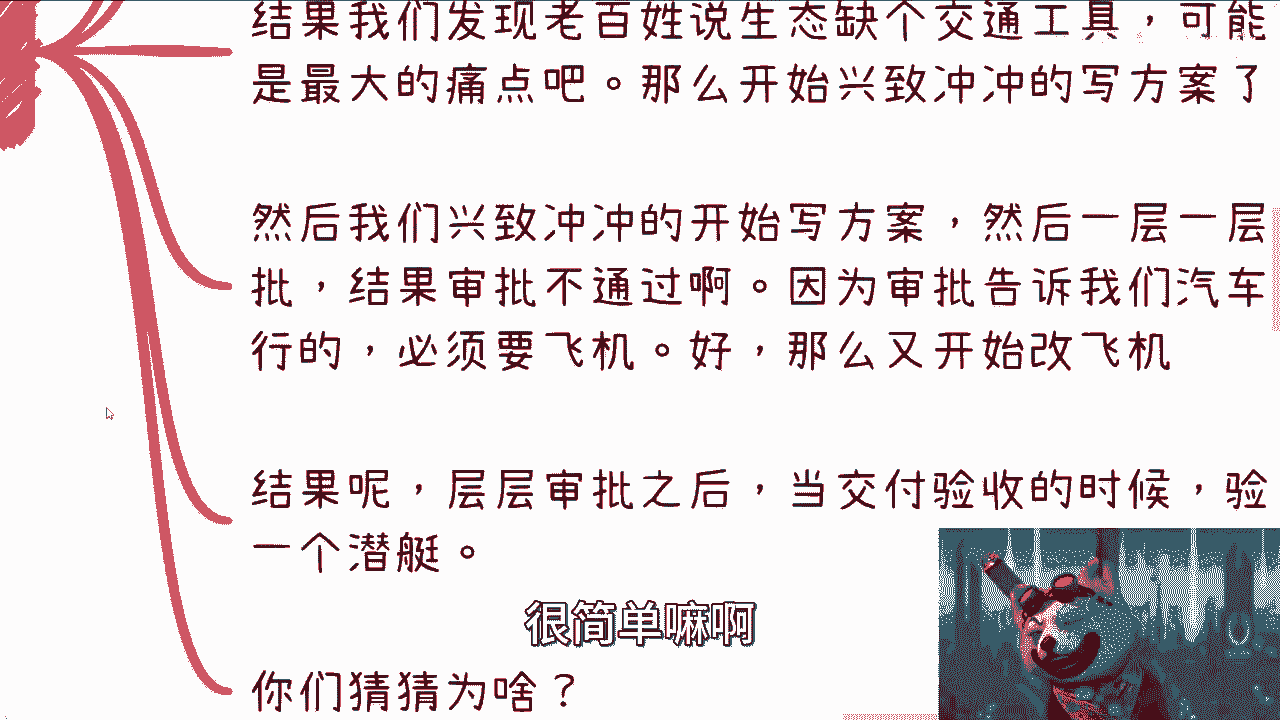 结果我们发现老百姓说生态缺个交通工具，可能
是最大的痛点吧。那么开始兴致冲冲的写方案了
然后我们兴致冲冲的开始写方案，然后一层一层
批，结果审批不通过啊。因为审批告诉我们汽车
行的，必须要飞机。好，那么又开始改飞机
结果呢，层层审批之后，当交付验收的时候，验
一个潜艇。
很简单嘛啊
你们猜猜为啥？